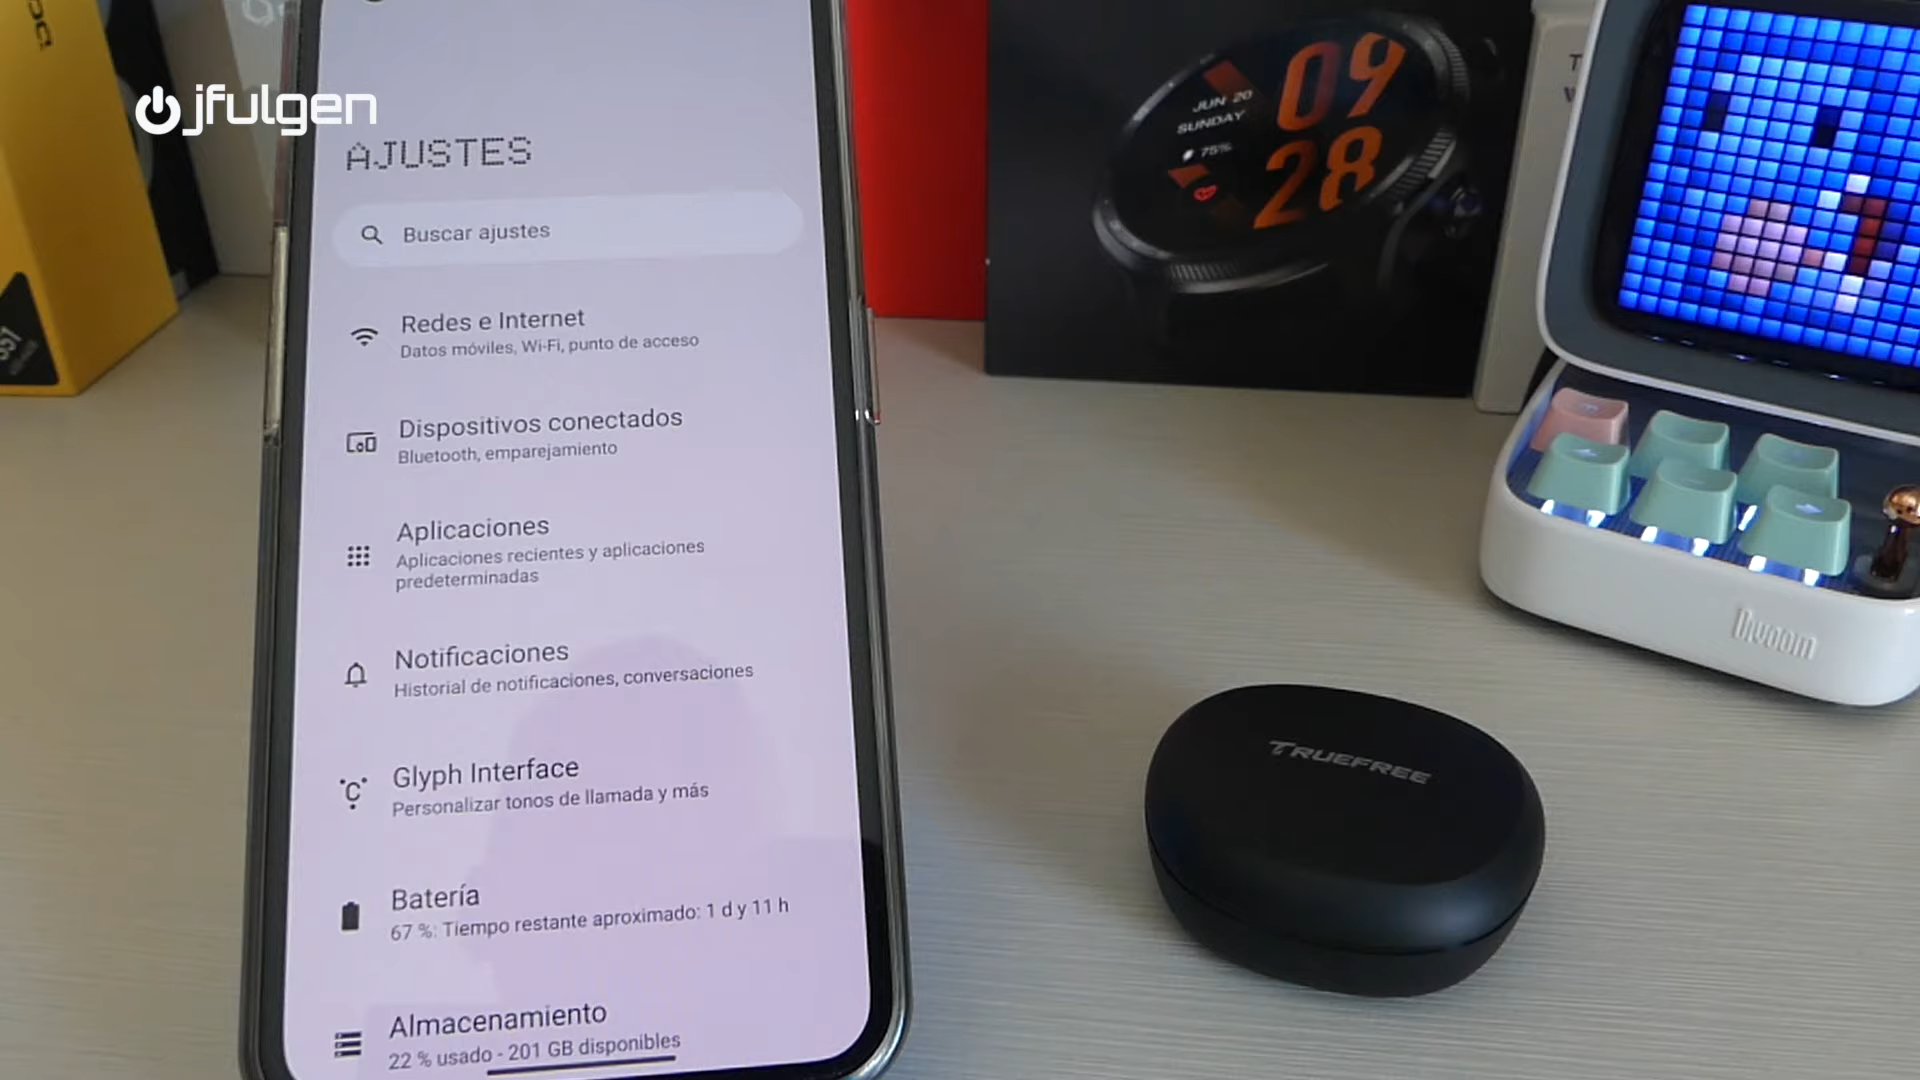 jfulgen
AJUSTES
Buscar ajustes
Redes e Internet
Datos móviles, Wi-Fi, punto de acceso
Dispositivos conectados
Bluetooth, emparejamiento
Aplicaciones
Aplicaciones recientes y aplicaciones
predeterminadas
Notificaciones
Historial de notificaciones, conversaciones
Glyph Interface
Personalizar tonos de llamada y más
Batería
67 %: Tiempo restante aproximado: 1 d y 11 h
Almacenamiento
22 % usado - 201 GB disponibles
JUN 20
SUNDAY
75%
09
28
TRUEFREE
Divoom